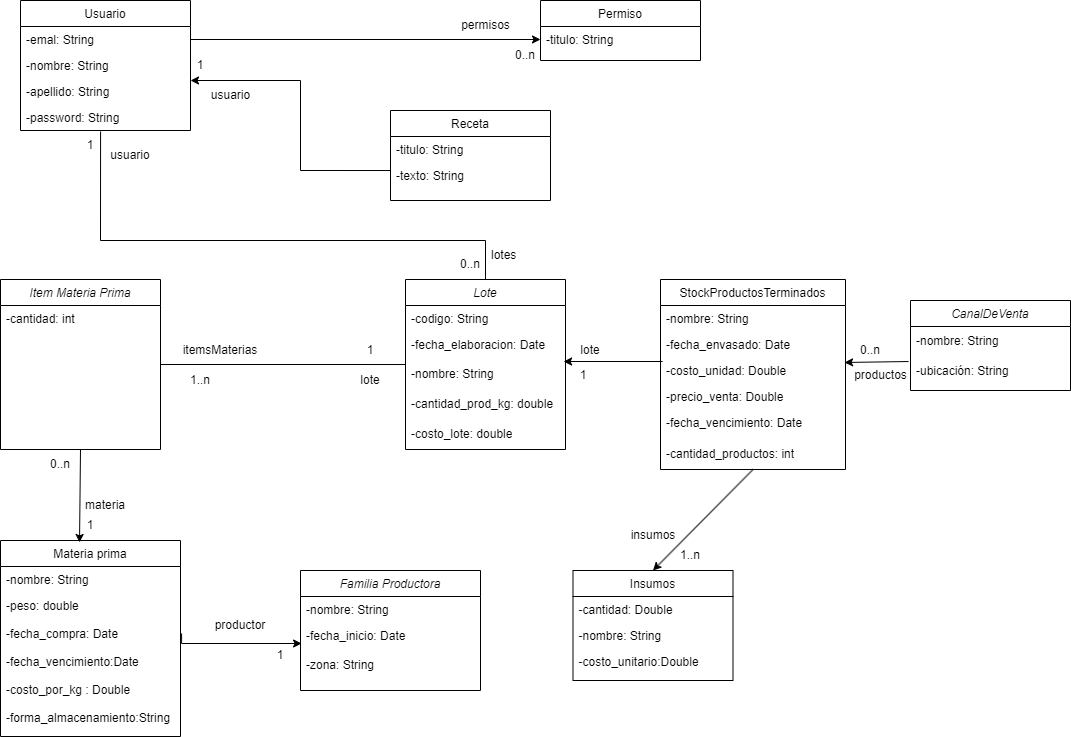 Usuario
-emal: String
-nombre: String
-apellido: String
-password: String
permisos
0..n
Permiso
-titulo: String
1
usuario
Receta
-titulo: String
-texto: String
1
usuario
lotes
0..n
Item Materia Prima
-cantidad: int
itemsMaterias
1..n
1
lote
Lote
-codigo: String
-fecha_elaboracion: Date
-nombre: String
-cantidad_prod_kg: double
-costo_lote: double
lote
1
StockProductosTerminados
-nombre: String
-fecha_envasado: Date
-costo_unidad: Double
-precio_venta: Double
-fecha_vencimiento: Date
-cantidad_productos: int
0..n
productos
CanalDeVenta
-nombre: String
-ubicación: String
0..n
materia
1
insumos
1..n
Materia prima
-nombre: String
-peso: double
-fecha_compra: Date
-fecha_vencimiento:Date
-costo_por_kg : Double
-forma_almacenamiento:String
productor
1
Familia Productora
-nombre: String
-fecha_inicio: Date
-zona: String
Insumos
-cantidad: Double
-nombre: String
-costo_unitario:Double